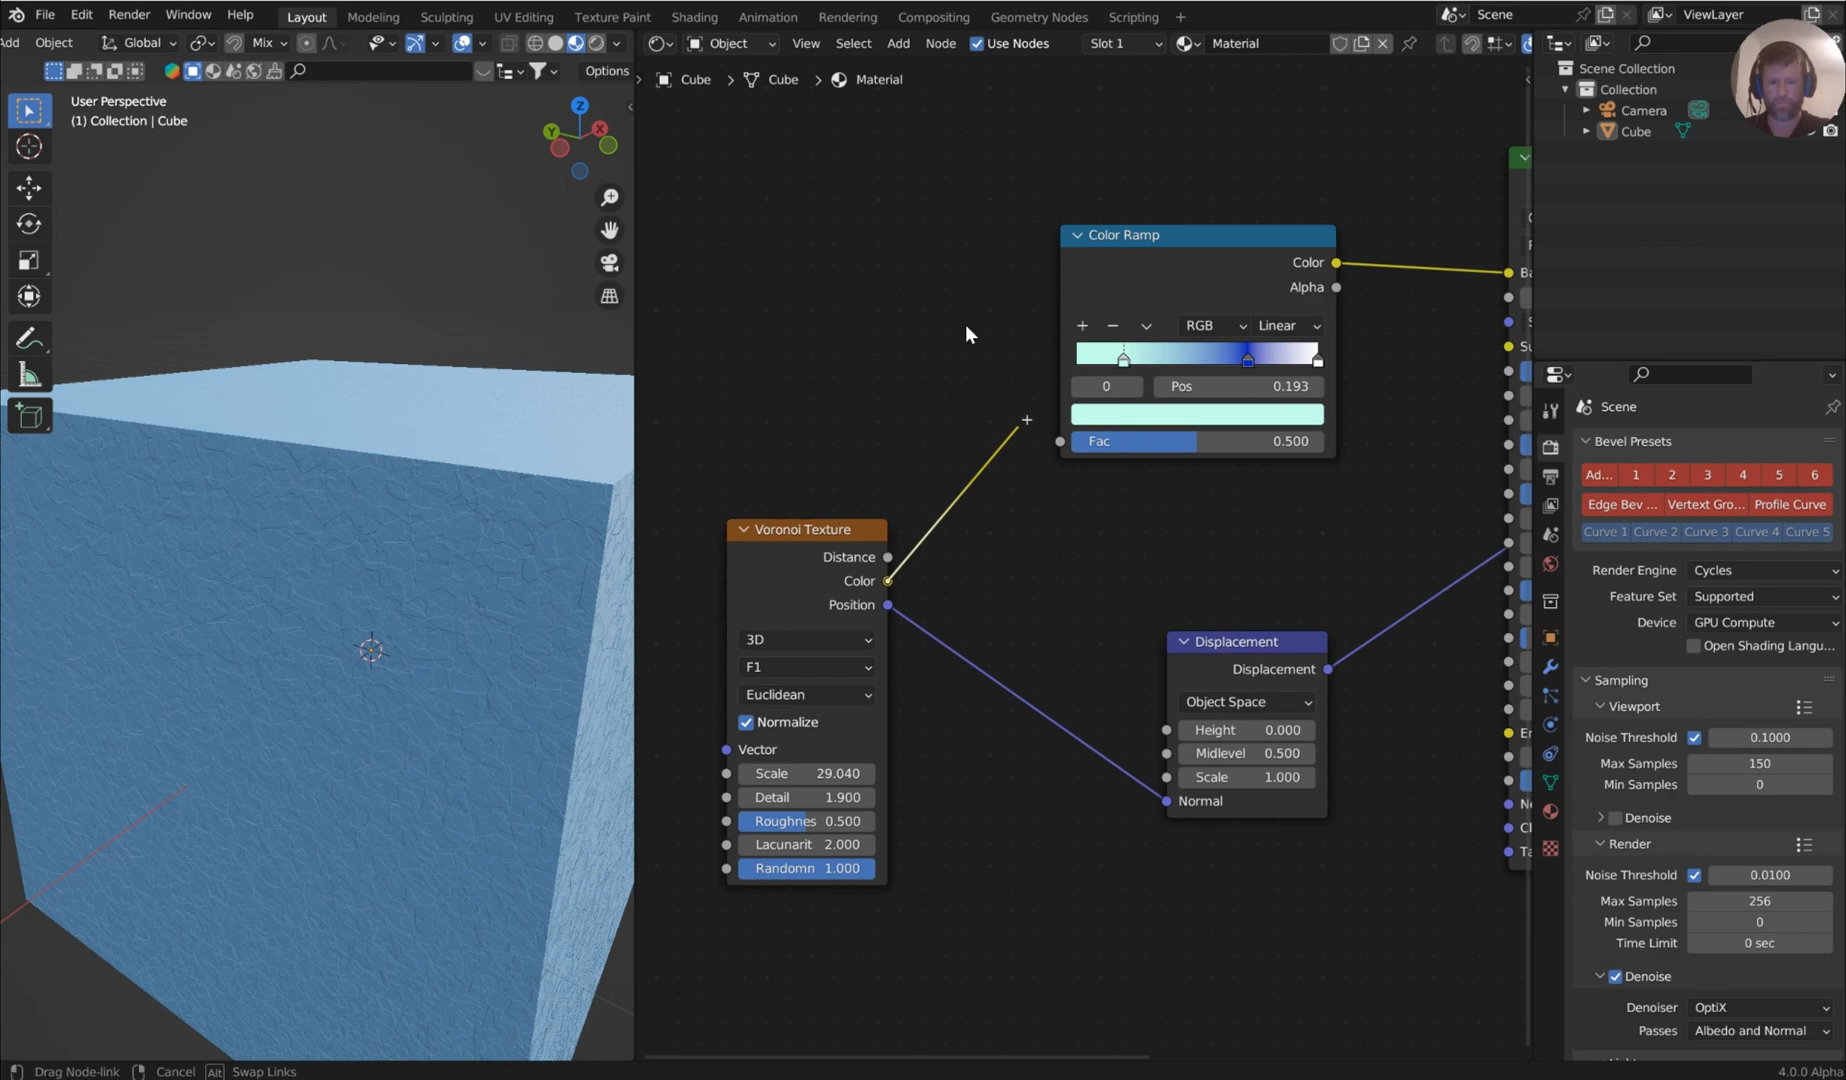 File Edit Render Window Help Layout Modeling Sculpting UV Editing Texture Paint Shading Animation Rendering Compositing Geometry Nodes Scripting + Scene ViewLayer
Add Object Global Mix Object View Select Add Node Use Nodes Slot 1 Material
Options
Cube > Cube > Material
User Perspective
(1) Collection | Cube
Z
Y
X
Scene Collection
Collection
Camera
Cube
Color Ramp
Color
Alpha
RGB Linear
0 Pos 0.193
Fac 0.500
Voronoi Texture
Distance
Color
Position
3D
F1
Euclidean
Normalize
Vector
Scale 29.040
Detail 1.900
Roughnes 0.500
Lacunarit 2.000
Randomn 1.000
Displacement
Displacement
Object Space
Height 0.000
Midlevel 0.500
Scale 1.000
Normal
Ba
Su
Er
Ne
Cl
Ta
Scene
Bevel Presets
Ad... 1 2 3 4 5 6
Edge Bev ... Vertext Gro... Profile Curve
Curve 1 Curve 2 Curve 3 Curve 4 Curve 5
Render Engine Cycles
Feature Set Supported
Device GPU Compute
Open Shading Langu...
Sampling
Viewport
Noise Threshold 0.1000
Max Samples 150
Min Samples 0
Denoise
Render
Noise Threshold 0.0100
Max Samples 256
Min Samples 0
Time Limit 0 sec
Denoise
Denoiser OptiX
Passes Albedo and Normal
Drag Node-link Cancel Alt Swap Links 4.0.0 Alpha